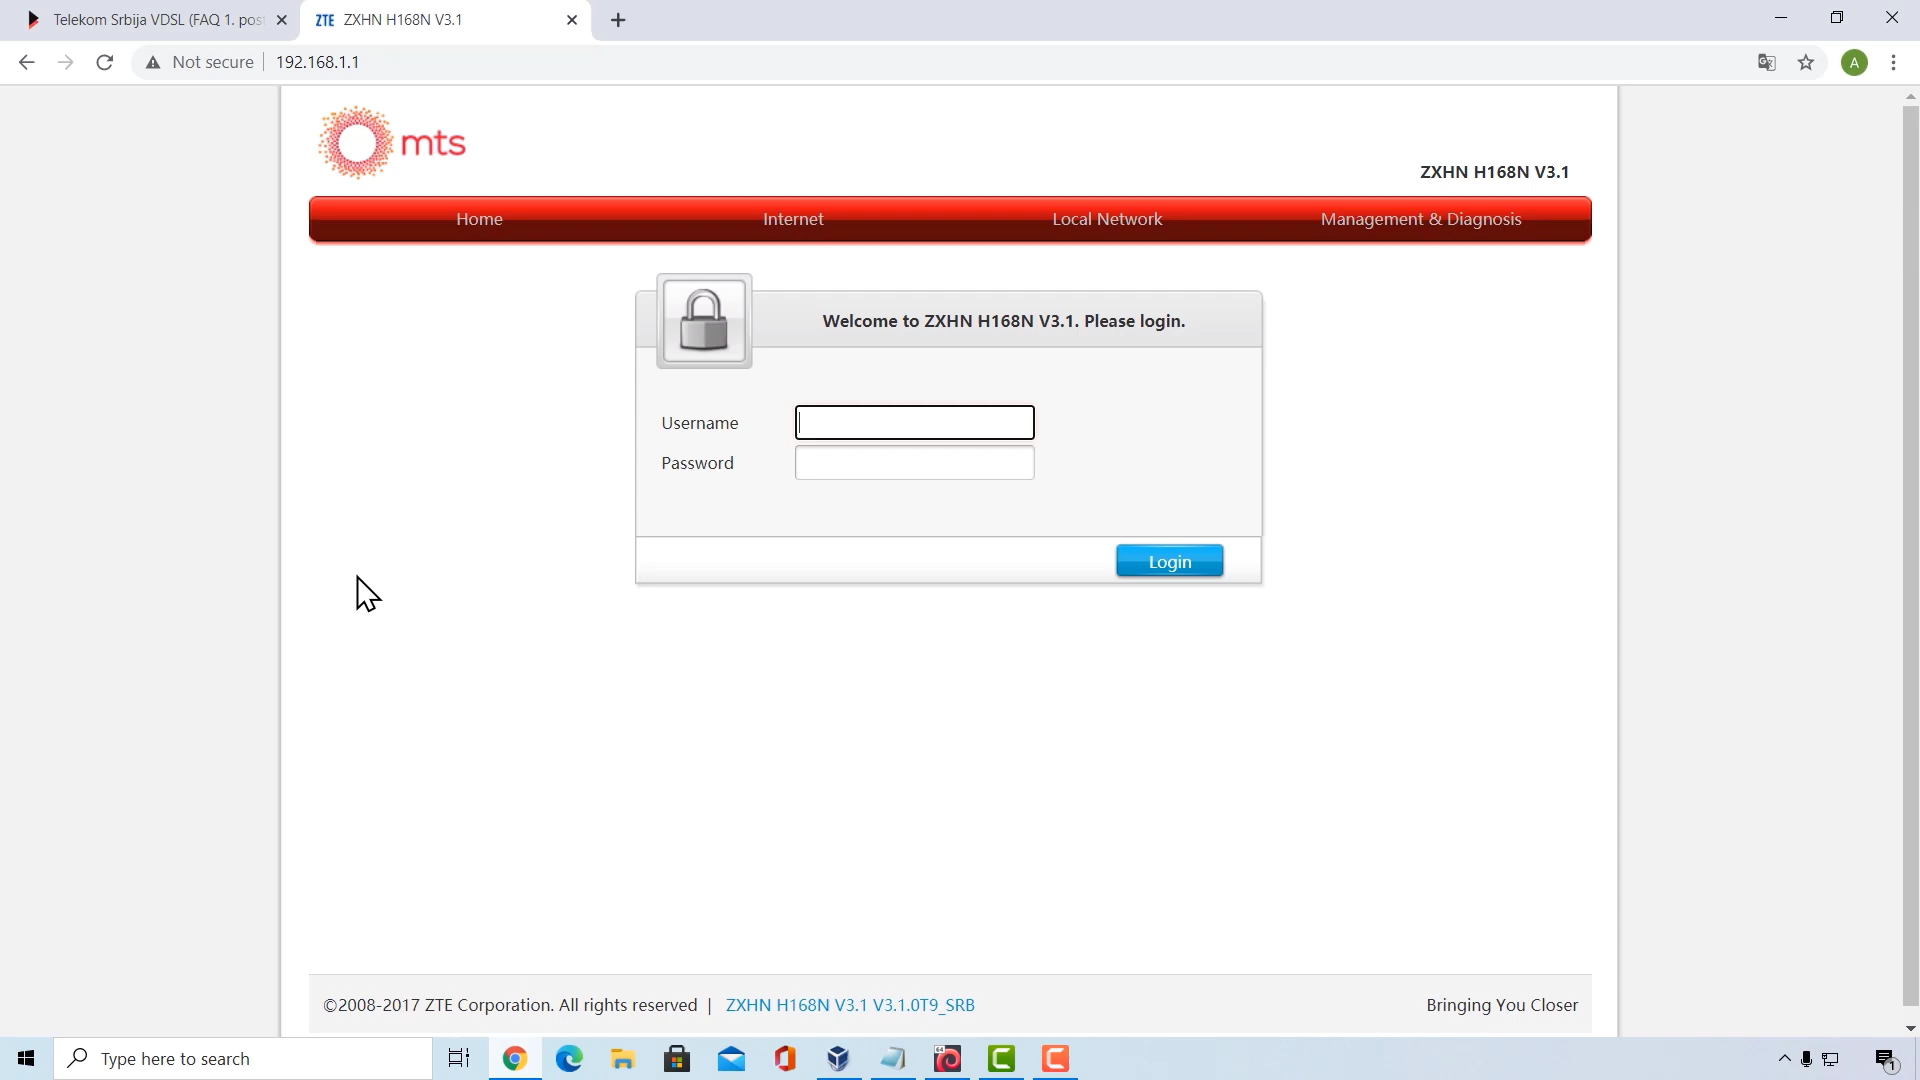 Telekom Srbija VDSL (FAQ 1. pos
ZTE ZXHN H168N V3.1
Not secure 192.168.1.1
A
mts
ZXHN H168N V3.1
Home Internet Local Network Management & Diagnosis
Welcome to ZXHN H168N V3.1. Please login.
Username
Password
Login
©2008-2017 ZTE Corporation. All rights reserved | ZXHN H168N V3.1 V3.1.0T9_SRB Bringing You Closer
Type here to search
64
1